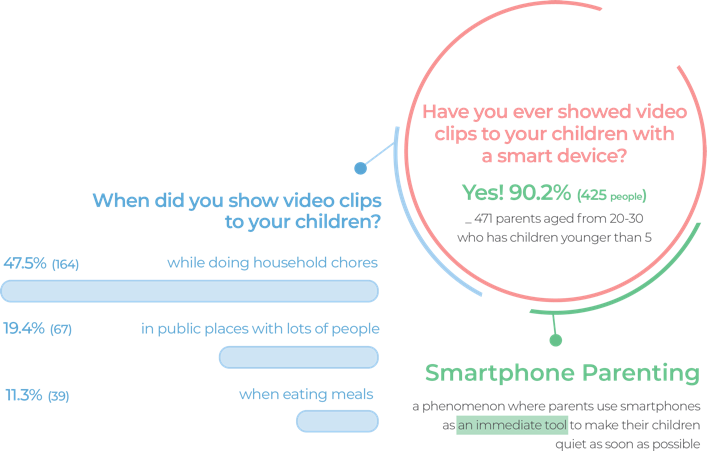 Have you ever showed video
clips to your children with
a smart device?
Yes! 90.2% (425 people)
_ 471 parents aged from 20-30
who has children younger than 5
When did you show video clips
to your children?
47.5% (164) while doing household chores
19.4% (67) in public places with lots of people
11.3% (39) when eating meals
Smartphone Parenting
a phenomenon where parents use smartphones
as an immediate tool to make their children
quiet as soon as possible